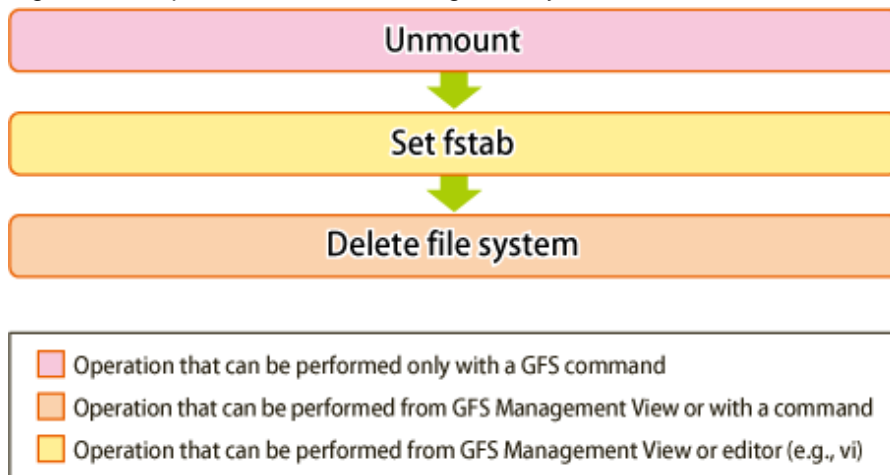 Unmount
Set fstab
Delete file system
Operation that can be performed only with a GFS command
Operation that can be performed from GFS Management View or with a command
Operation that can be performed from GFS Management View or editor (e.g., vi)